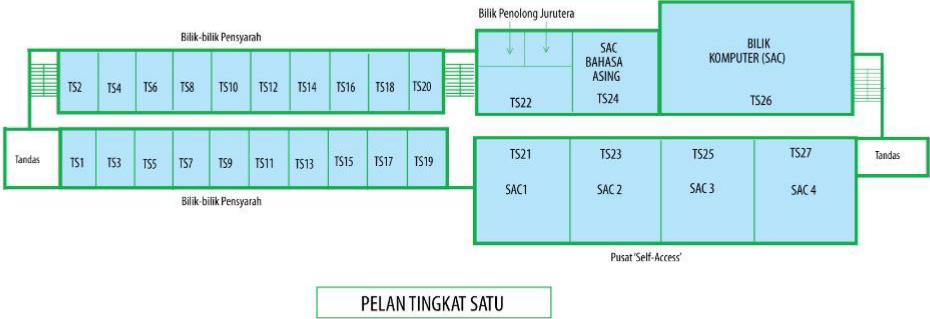 Bilik Penolong Jurutera
Bilik-bilik Pensyarah
SAC
BAHASA
ASING
BILIK
KOMPUTER (SAC)
TS2 TS4 TS6 TS8 TS10 TS12 TS14 TS16 TS18 TS20
TS22 TS24 TS26
Tandas
TS1 TS3 TS5 TS7 TS9 TS11 TS13 TS15 TS17 TS19
TS21 TS23 TS25 TS27
Tandas
SAC1 SAC 2 SAC 3 SAC 4
Bilik-bilik Pensyarah
Pusat 'Self-Access'
PELAN TINGKAT SATU